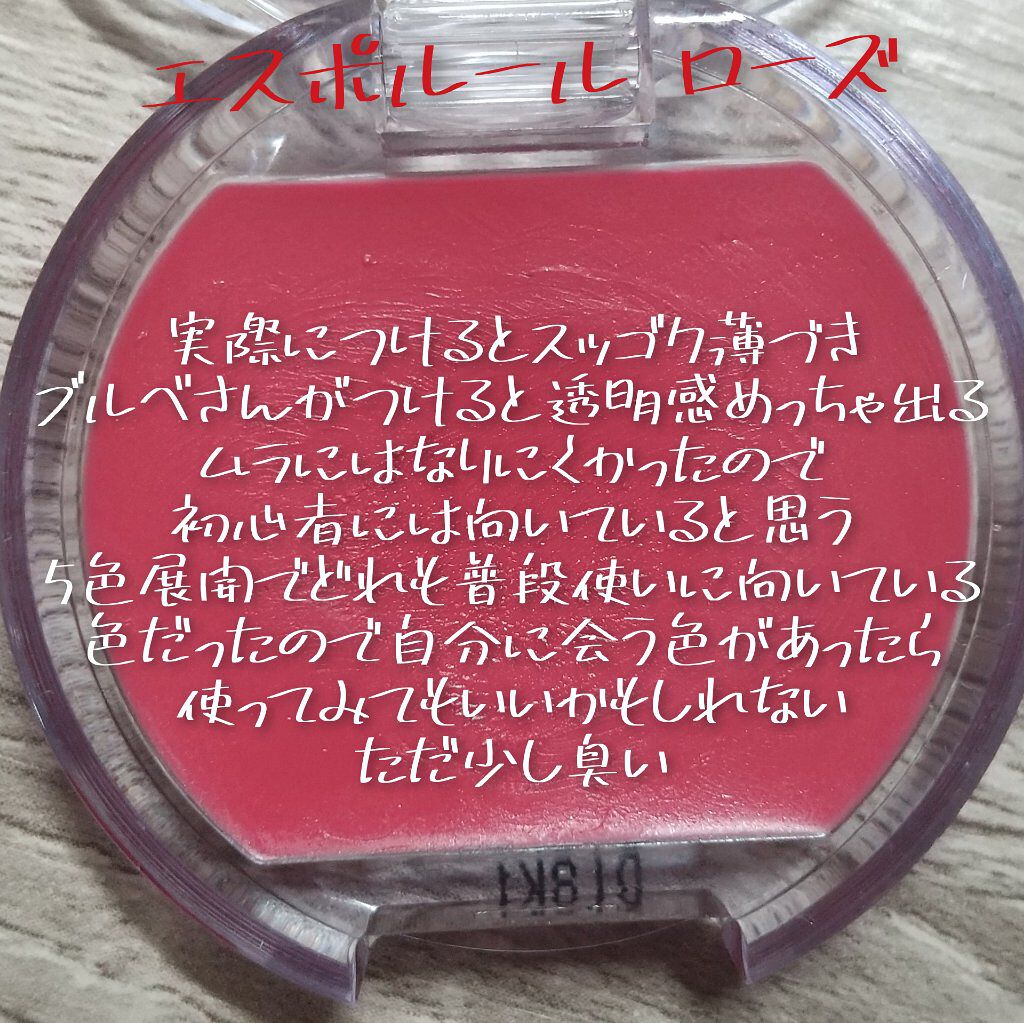 エスポルール ローズ
実際につけるとスッゴク薄づき
ブルベさんがつけると透明感めっちゃ出る
ムラにはなりにくかったので
初心者には向いていると思う
5色展開でどれも普段使いに向いている
色だったので自分に会う色があったら
使ってみてもいいかもしれない
ただ少し臭い